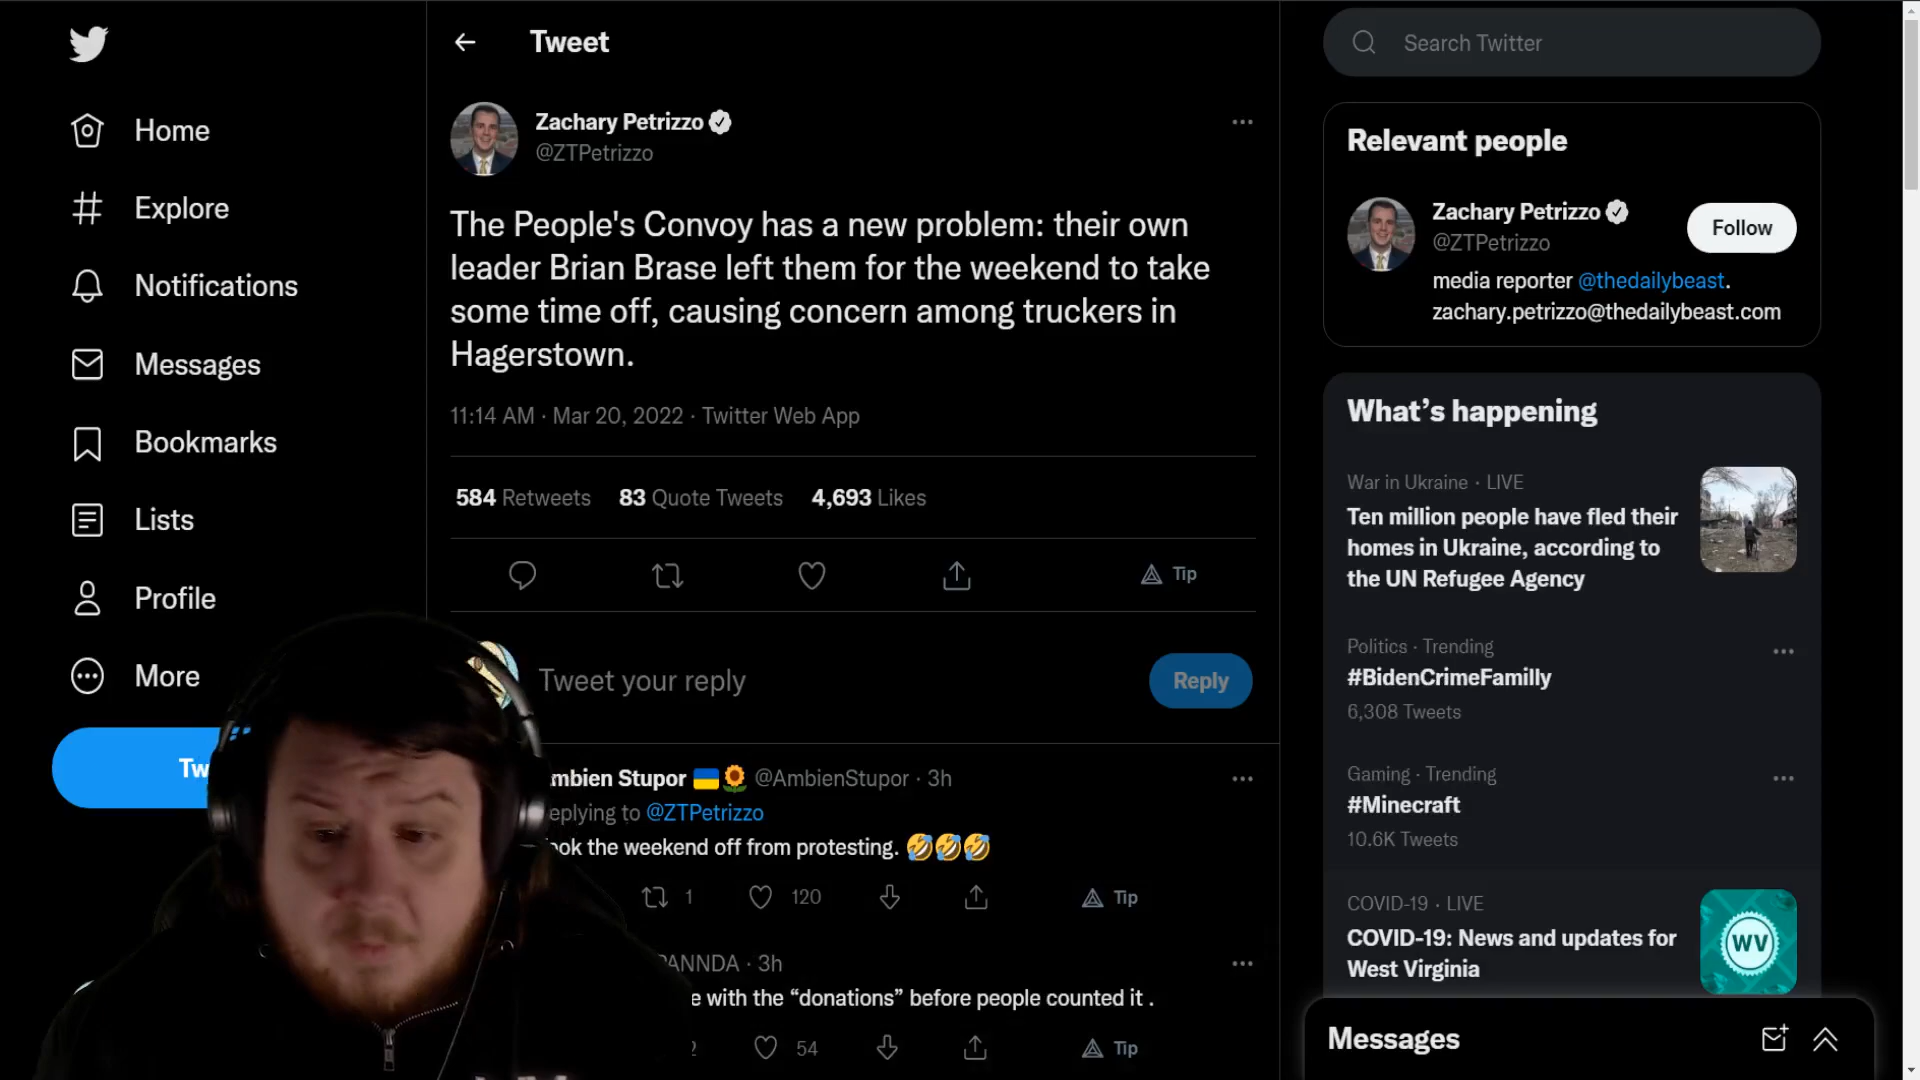 Home
Explore
Notifications
Messages
Bookmarks
Lists
Profile
More
Tweet
Zachary Petrizzo
@ZTPetrizzo
The People's Convoy has a new problem: their own
leader Brian Brase left them for the weekend to take
some time off, causing concern among truckers in
Hagerstown.
11:14 AM · Mar 20, 2022 · Twitter Web App
584 Retweets 83 Quote Tweets 4,693 Likes
Tip
Tweet your reply
Reply
mbien Stupor 🇺🇦🌻 @AmbienStupor · 3h
eplying to @ZTPetrizzo
ook the weekend off from protesting. 🤣🤣🤣
1 120 Tip
PANNDA · 3h
e with the “donations” before people counted it .
2 54 Tip
Search Twitter
Relevant people
Zachary Petrizzo
@ZTPetrizzo
Follow
media reporter @thedailybeast.
zachary.petrizzo@thedailybeast.com
What’s happening
War in Ukraine · LIVE
Ten million people have fled their
homes in Ukraine, according to
the UN Refugee Agency
Politics · Trending
#BidenCrimeFamilly
6,308 Tweets
Gaming · Trending
#Minecraft
10.6K Tweets
COVID-19 · LIVE
COVID-19: News and updates for
West Virginia
WV
Messages